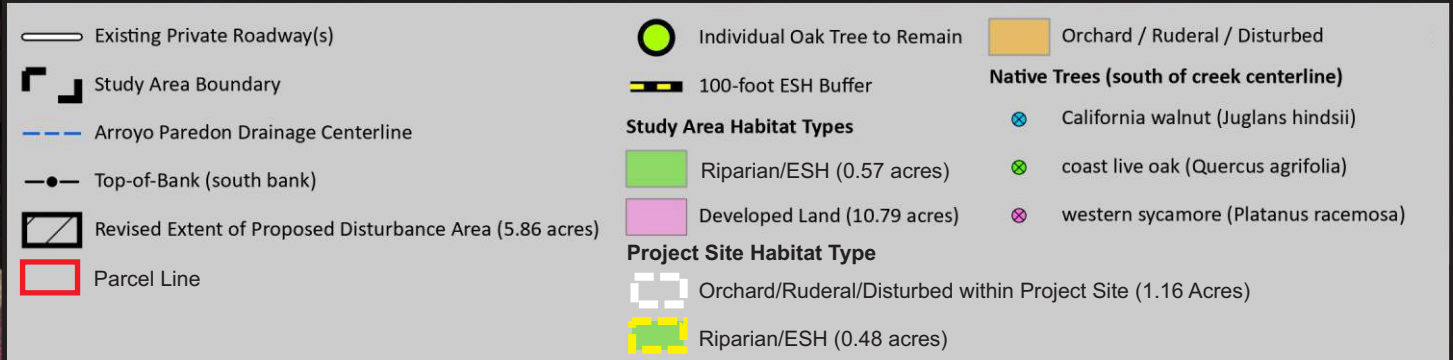 Existing Private Roadway(s)
Study Area Boundary
Arroyo Paredon Drainage Centerline
Top-of-Bank (south bank)
Revised Extent of Proposed Disturbance Area (5.86 acres)
Parcel Line
Individual Oak Tree to Remain
100-foot ESH Buffer
Study Area Habitat Types
Riparian/ESH (0.57 acres)
Developed Land (10.79 acres)
Project Site Habitat Type
Orchard/Ruderal/Disturbed within Project Site (1.16 Acres)
Riparian/ESH (0.48 acres)
Orchard / Ruderal / Disturbed
Native Trees (south of creek centerline)
California walnut (Juglans hindsii)
coast live oak (Quercus agrifolia)
western sycamore (Platanus racemosa)